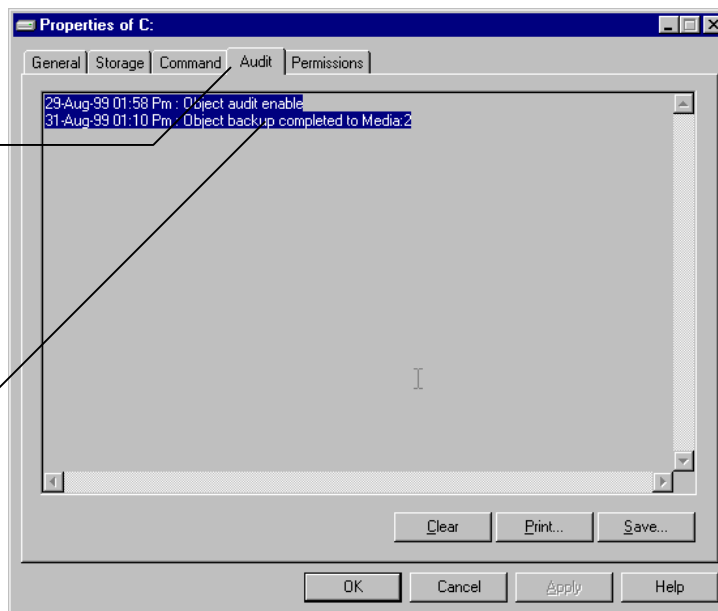 Properties of C:
General Storage Command Audit Permissions
29-Aug-99 01:58 Pm : Object audit enable
31-Aug-99 01:10 Pm : Object backup completed to Media:2
Clear Print... Save...
OK Cancel Apply Help